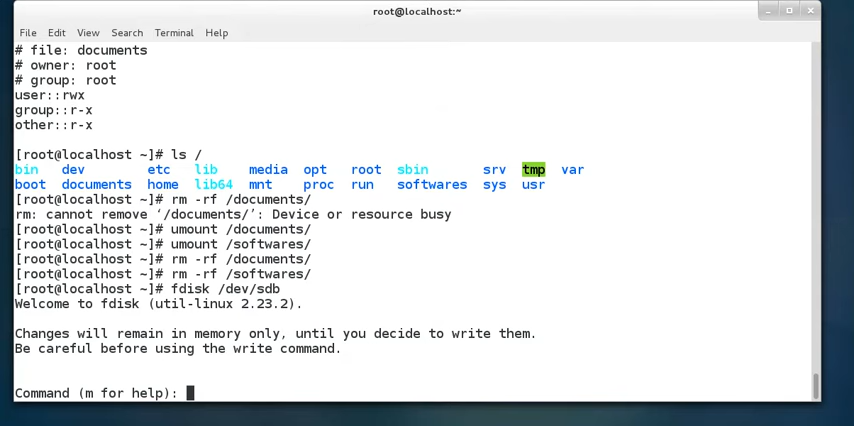 root@localhost:~
File Edit View Search Terminal Help
# file: documents
# owner: root
# group: root
user::rwx
group::r-x
other::r-x
[root@localhost ~]# ls /
bin dev etc lib media opt root sbin srv tmp var
boot documents home lib64 mnt proc run softwares sys usr
[root@localhost ~]# rm -rf /documents/
rm: cannot remove ‘/documents/’: Device or resource busy
[root@localhost ~]# umount /documents/
[root@localhost ~]# umount /softwares/
[root@localhost ~]# rm -rf /documents/
[root@localhost ~]# rm -rf /softwares/
[root@localhost ~]# fdisk /dev/sdb
Welcome to fdisk (util-linux 2.23.2).
Changes will remain in memory only, until you decide to write them.
Be careful before using the write command.
Command (m for help):